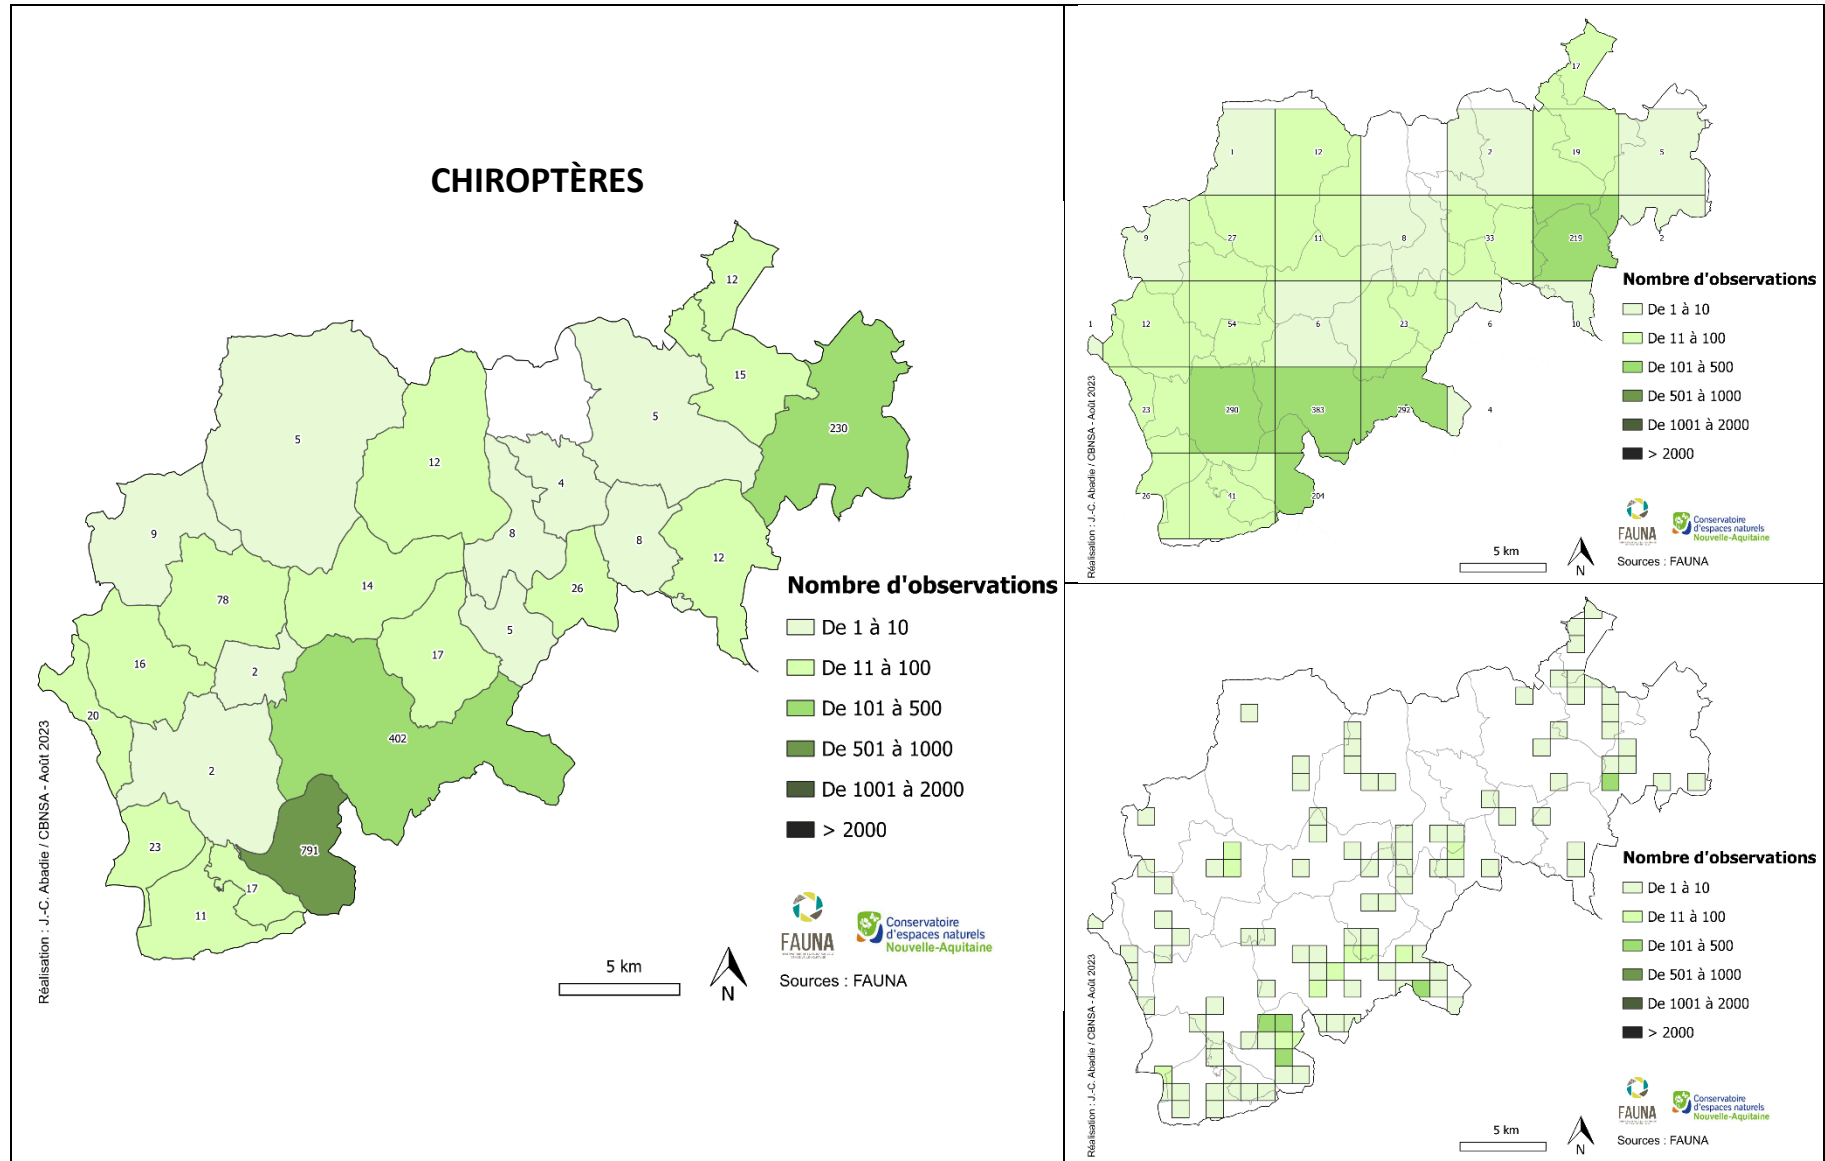 CHIROPTÈRES
12
15
5
230
5
12
4
9
8
8
12
78
14
26
5
16
2
17
20
402
2
791
23
17
11
Nombre d'observations
De 1 à 10
De 11 à 100
De 101 à 500
De 501 à 1000
De 1001 à 2000
> 2000
Réalisation : J.-C. Abadie / CBNSA - Août 2023
5 km
N
FAUNA
Conservatoire
d'espaces naturels
Nouvelle-Aquitaine
Sources : FAUNA
17
1 12 2 19 5
9 27 11 8 33 219 2
1 12 54 6 23 6 10
23 290 383 292 4
26 41 204
Nombre d'observations
De 1 à 10
De 11 à 100
De 101 à 500
De 501 à 1000
De 1001 à 2000
> 2000
Réalisation : J.-C. Abadie / CBNSA - Août 2023
5 km
N
FAUNA
Conservatoire
d'espaces naturels
Nouvelle-Aquitaine
Sources : FAUNA
Nombre d'observations
De 1 à 10
De 11 à 100
De 101 à 500
De 501 à 1000
De 1001 à 2000
> 2000
Réalisation : J.-C. Abadie / CBNSA - Août 2023
5 km
N
FAUNA
Conservatoire
d'espaces naturels
Nouvelle-Aquitaine
Sources : FAUNA